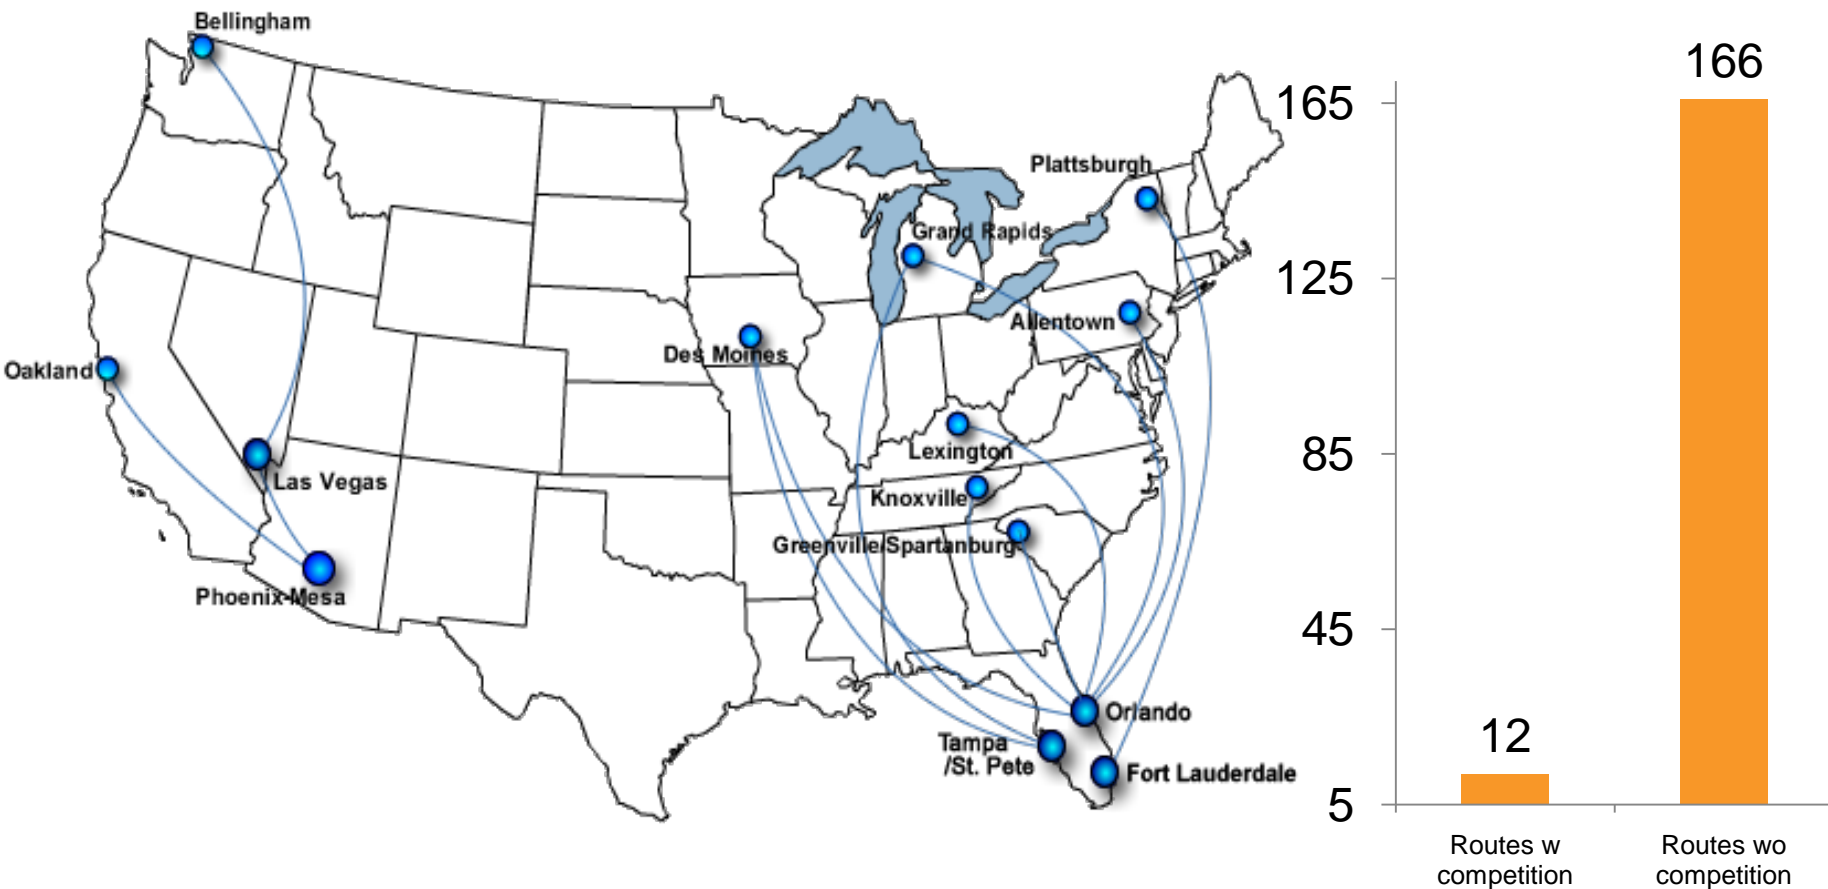 Bellingham
Plattsburgh
Grand Rapids
Allentown
Des Moines
Oakland
Lexington
Las Vegas
Knoxville
Greenville/Spartanburg
Phoenix-Mesa
Orlando
Tampa
/St. Pete
Fort Lauderdale
166
165
125
85
45
12
5
Routes w
competition
Routes wo
competition